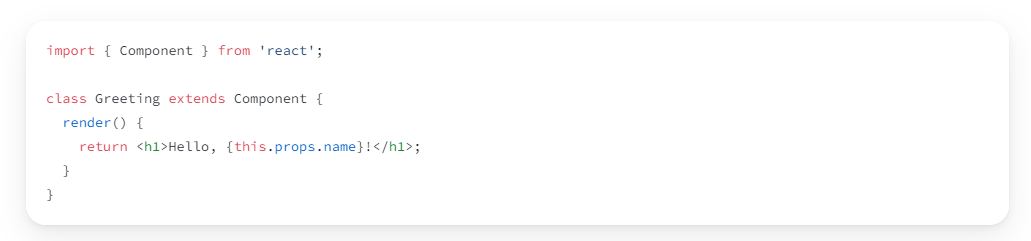 import { Component } from 'react';

class Greeting extends Component {
  render() {
    return <h1>Hello, {this.props.name}!</h1>;
  }
}